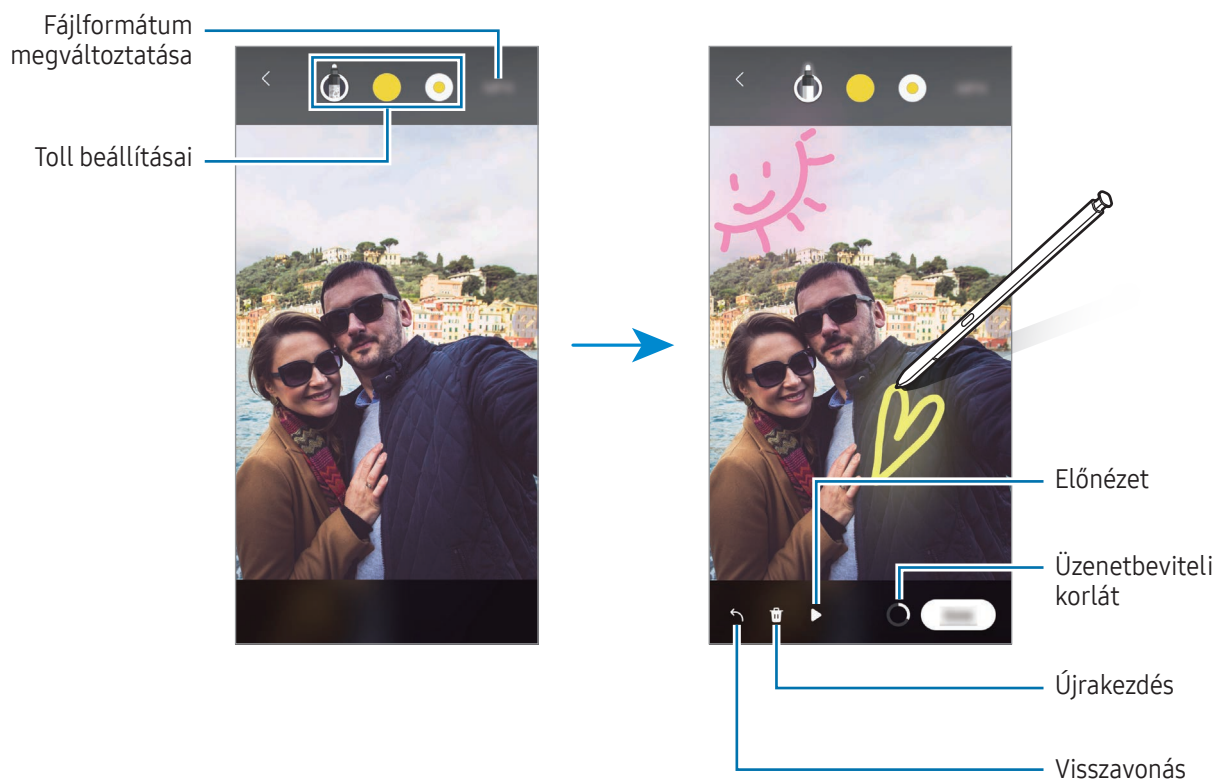 Fájlformátum
megváltoztatása
Toll beállításai
Előnézet
Üzenetbeviteli
korlát
Újrakezdés
Visszavonás